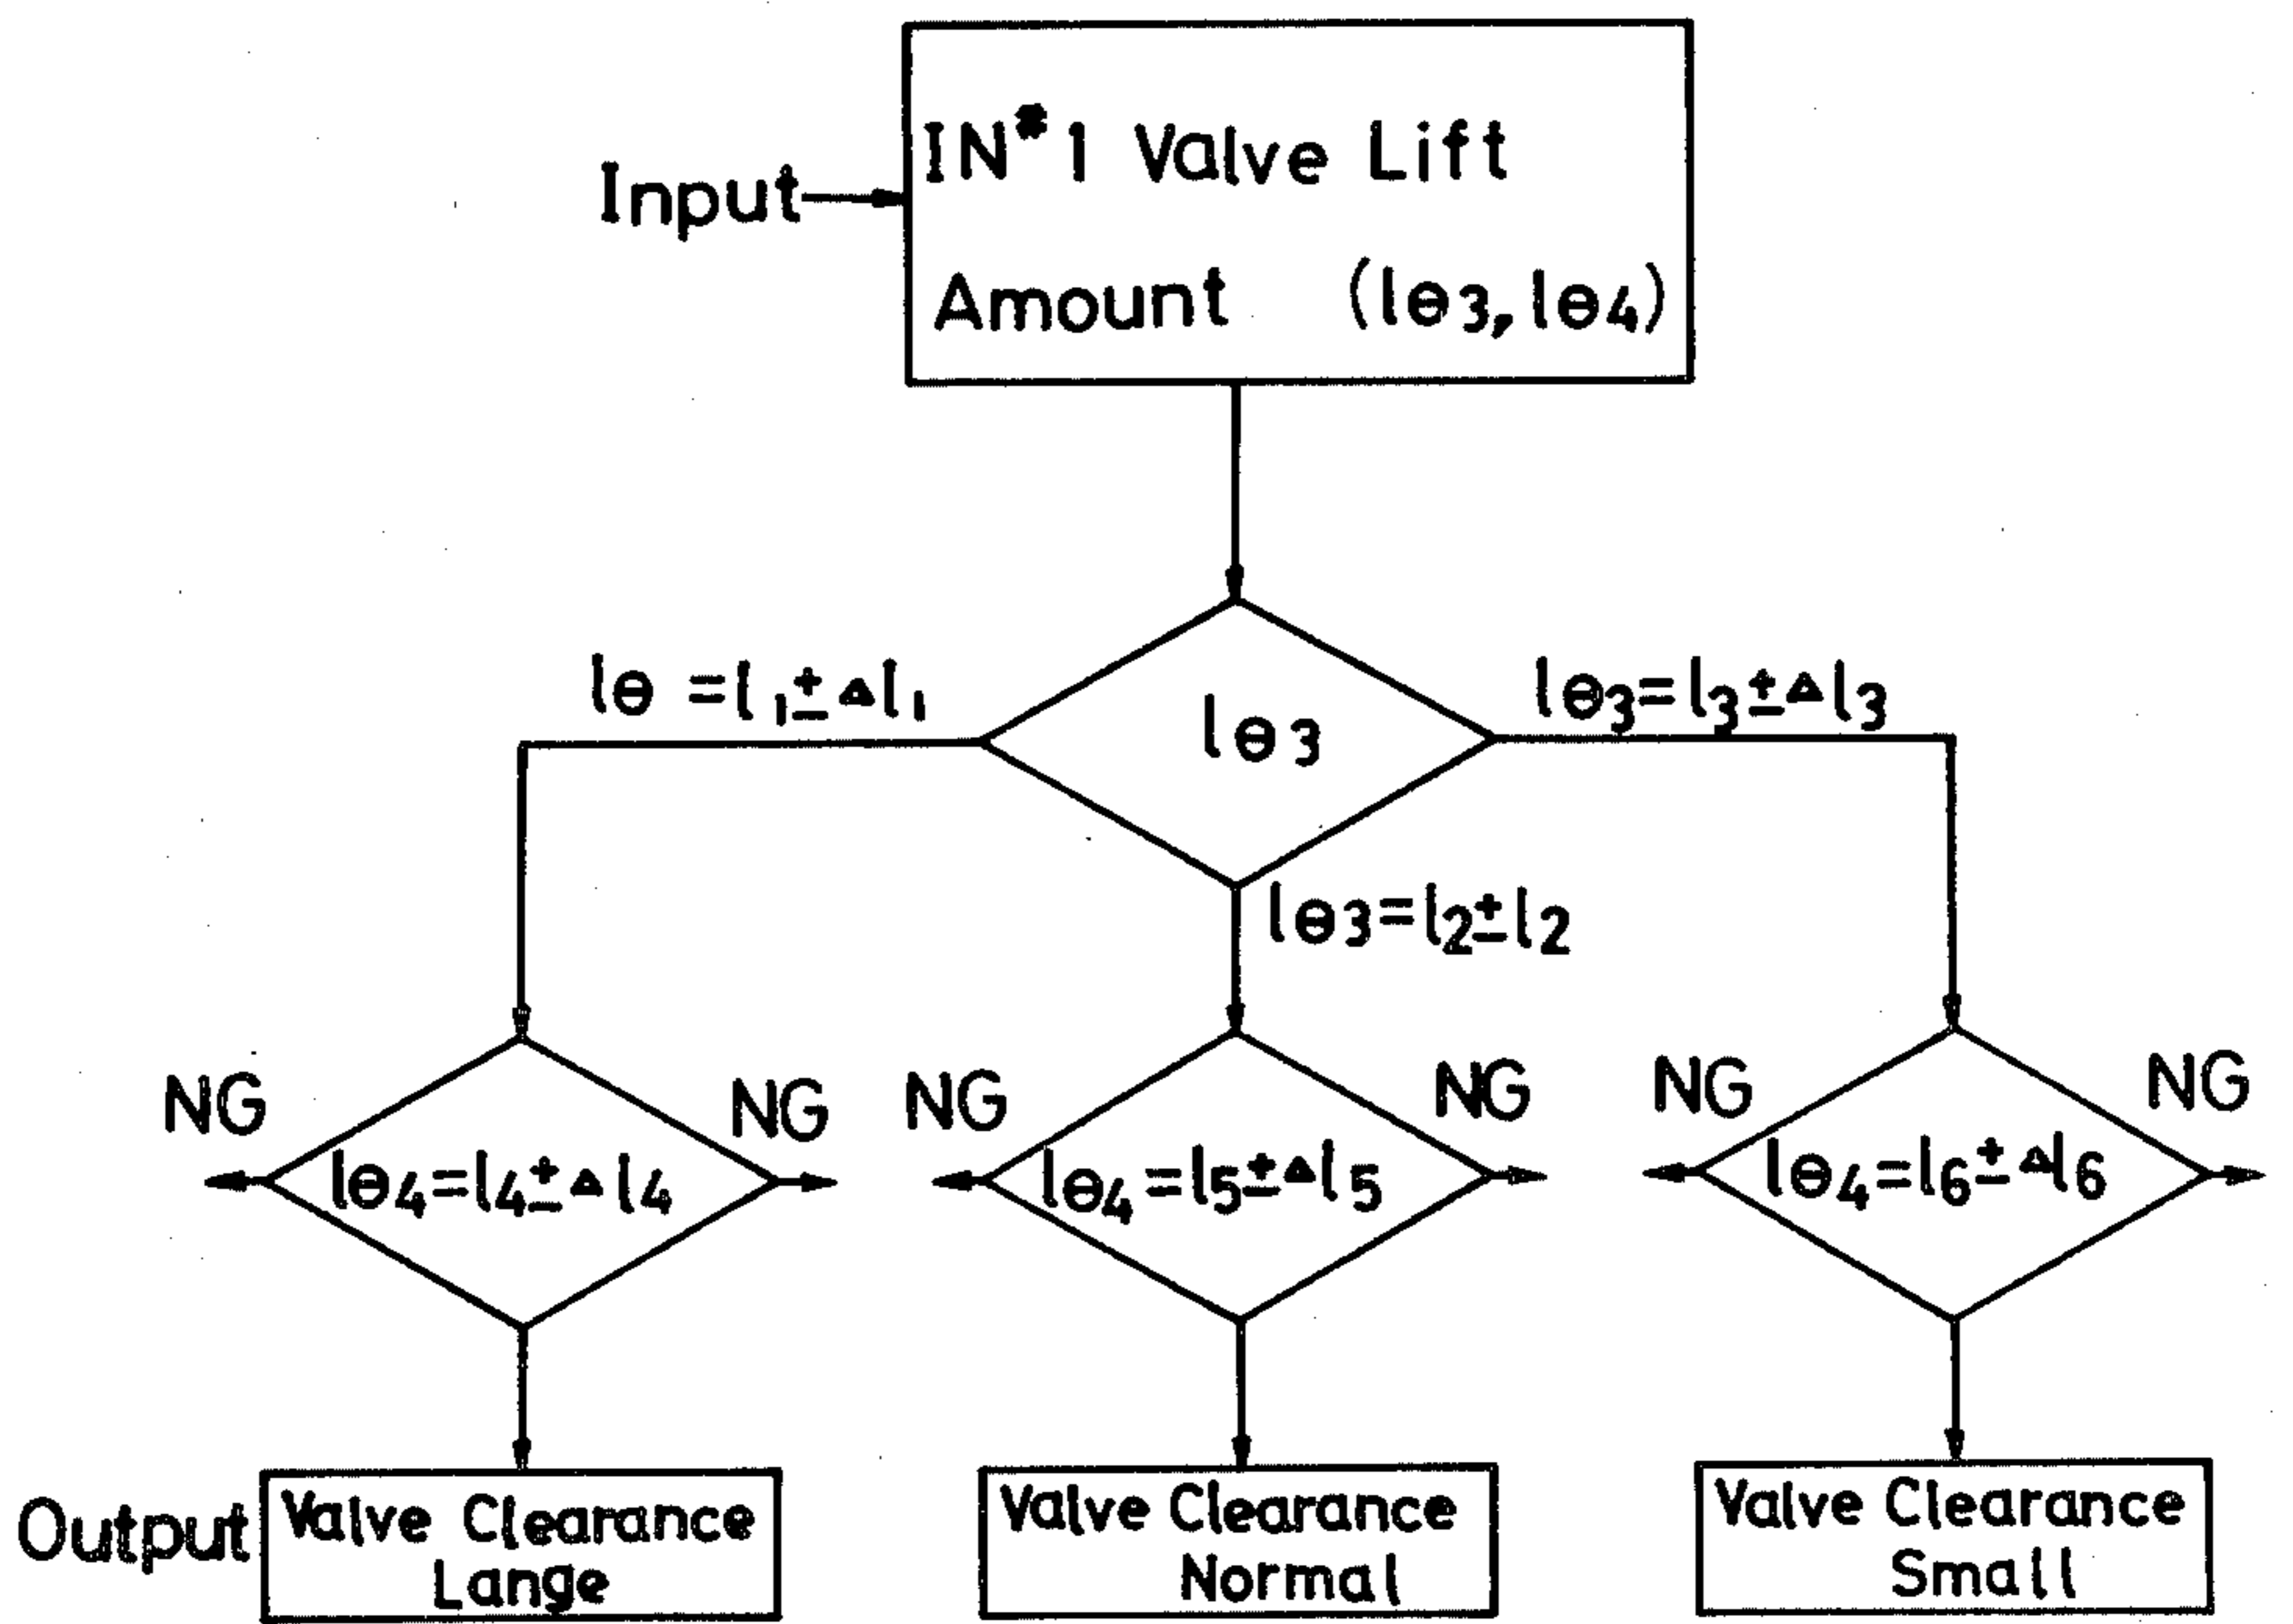 Input
IN*1 Valve Lift
Amount (lθ3, lθ4)
lθ = l1 ± Δl1
lθ3
lθ3 = l3 ± Δl3
lθ3 = l2 ± l2
NG
NG
NG
NG
NG
NG
lθ4 = l4 ± Δl4
lθ4 = l5 ± Δl5
lθ4 = l6 ± Δl6
Output
Valve Clearance
Lange
Valve Clearance
Normal
Valve Clearance
Small